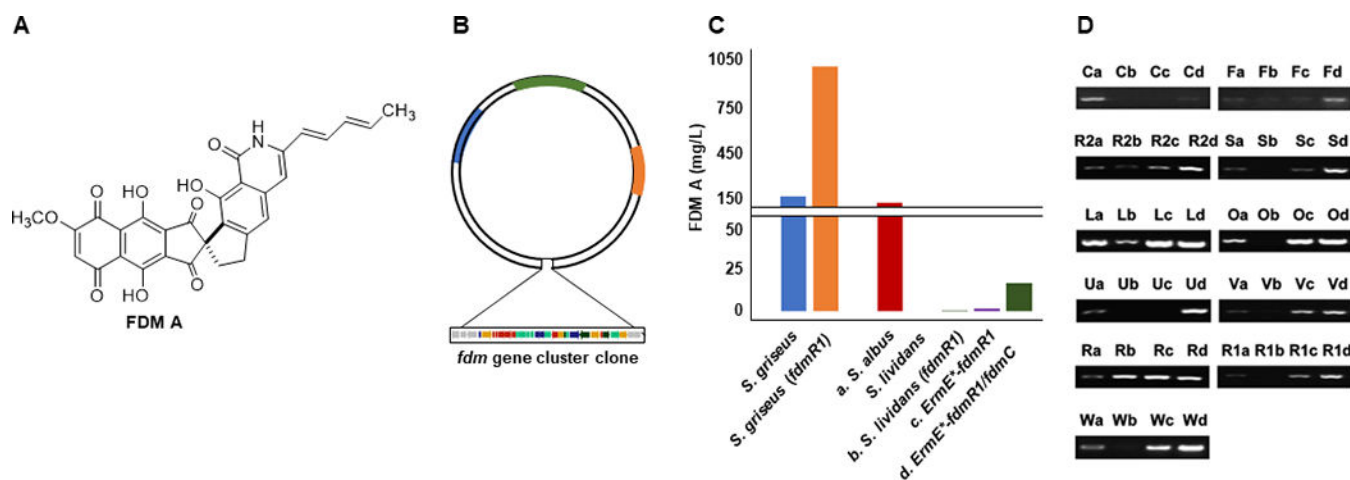 A
B
C
D
O
NH
CH₃
O
HO
O
OH
O
H₃CO
O
OH
O
FDM A
fdm gene cluster clone
FDM A (mg/L)
1050
750
450
150
50
25
0
S. griseus
S. griseus (fdmR1)
a. S. albus
S. lividans
b. S. lividans (fdmR1)
c. ErmE*-fdmR1
d. ErmE*-fdmR1/fdmC
Ca Cb Cc Cd Fa Fb Fc Fd
R2a R2b R2c R2d Sa Sb Sc Sd
La Lb Lc Ld Oa Ob Oc Od
Ua Ub Uc Ud Va Vb Vc Vd
Ra Rb Rc Rd R1a R1b R1c R1d
Wa Wb Wc Wd